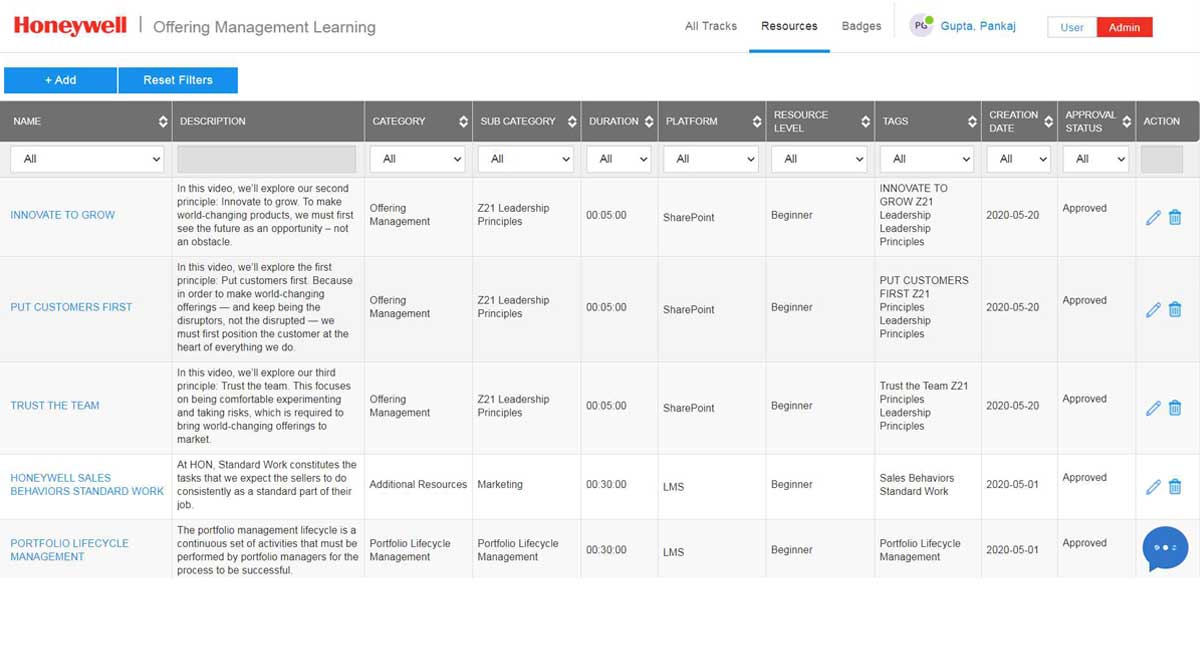 Honeywell | Offering Management Learning
All Tracks Resources Badges PG Gupta, Pankaj User Admin
+ Add Reset Filters
NAME DESCRIPTION CATEGORY SUB CATEGORY DURATION PLATFORM RESOURCE LEVEL TAGS CREATION DATE APPROVAL STATUS ACTION
All All All All All All All All All
INNOVATE TO GROW
In this video, we'll explore our second
principle: Innovate to grow. To make
world-changing products, we must first
see the future as an opportunity – not
an obstacle.
Offering
Management
Z21 Leadership
Principles
00:05:00
SharePoint
Beginner
INNOVATE TO
GROW Z21
Leadership
Leadership
Principles
2020-05-20
Approved
PUT CUSTOMERS FIRST
In this video, we'll explore the first
principle: Put customers first. Because
in order to make world-changing
offerings — and keep being the
disruptors, not the disrupted — we
must first position the customer at the
heart of everything we do.
Offering
Management
Z21 Leadership
Principles
00:05:00
SharePoint
Beginner
PUT CUSTOMERS
FIRST Z21
Principles
Leadership
Principles
2020-05-20
Approved
TRUST THE TEAM
In this video, we'll explore our third
principle: Trust the team. This focuses
on being comfortable experimenting
and taking risks, which is required to
bring world-changing offerings to
market.
Offering
Management
Z21 Leadership
Principles
00:05:00
SharePoint
Beginner
Trust the Team Z21
Principles
Leadership
Principles
2020-05-20
Approved
HONEYWELL SALES
BEHAVIORS STANDARD WORK
At HON, Standard Work constitutes the
tasks that we expect the sellers to do
consistently as a standard part of their
job.
Additional Resources
Marketing
00:30:00
LMS
Beginner
Sales Behaviors
Standard Work
2020-05-01
Approved
PORTFOLIO LIFECYCLE
MANAGEMENT
The portfolio management lifecycle is a
continuous set of activities that must be
performed by portfolio managers for the
process to be successful.
Portfolio Lifecycle
Management
Portfolio Lifecycle
Management
00:30:00
LMS
Beginner
Portfolio Lifecycle
Management
2020-05-01
Approved